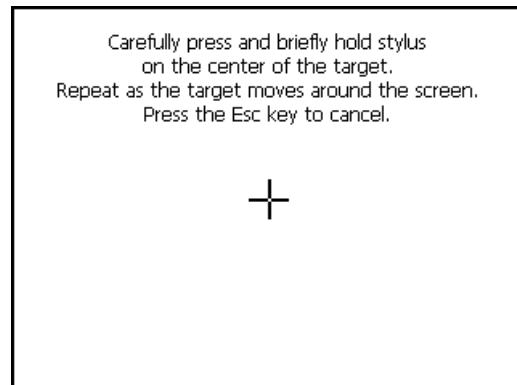 Carefully press and briefly hold stylus
on the center of the target.
Repeat as the target moves around the screen.
Press the Esc key to cancel.